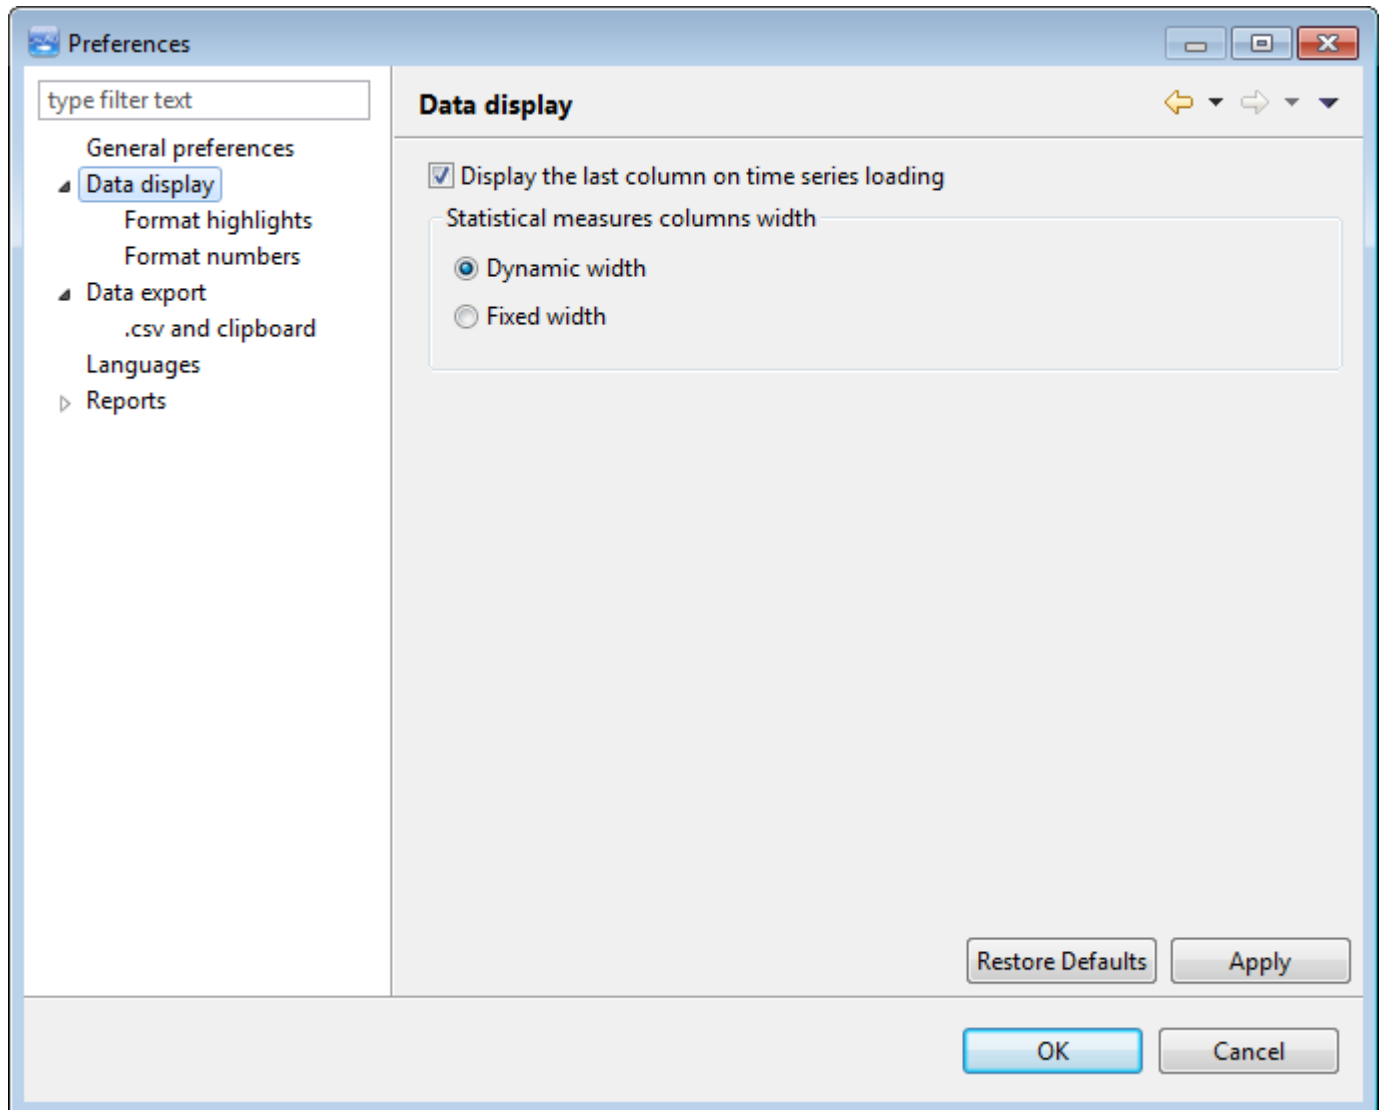 Preferences
type filter text
General preferences
Data display
Format highlights
Format numbers
Data export
.csv and clipboard
Languages
Reports
Data display
Display the last column on time series loading
Statistical measures columns width
Dynamic width
Fixed width
Restore Defaults
Apply
OK
Cancel